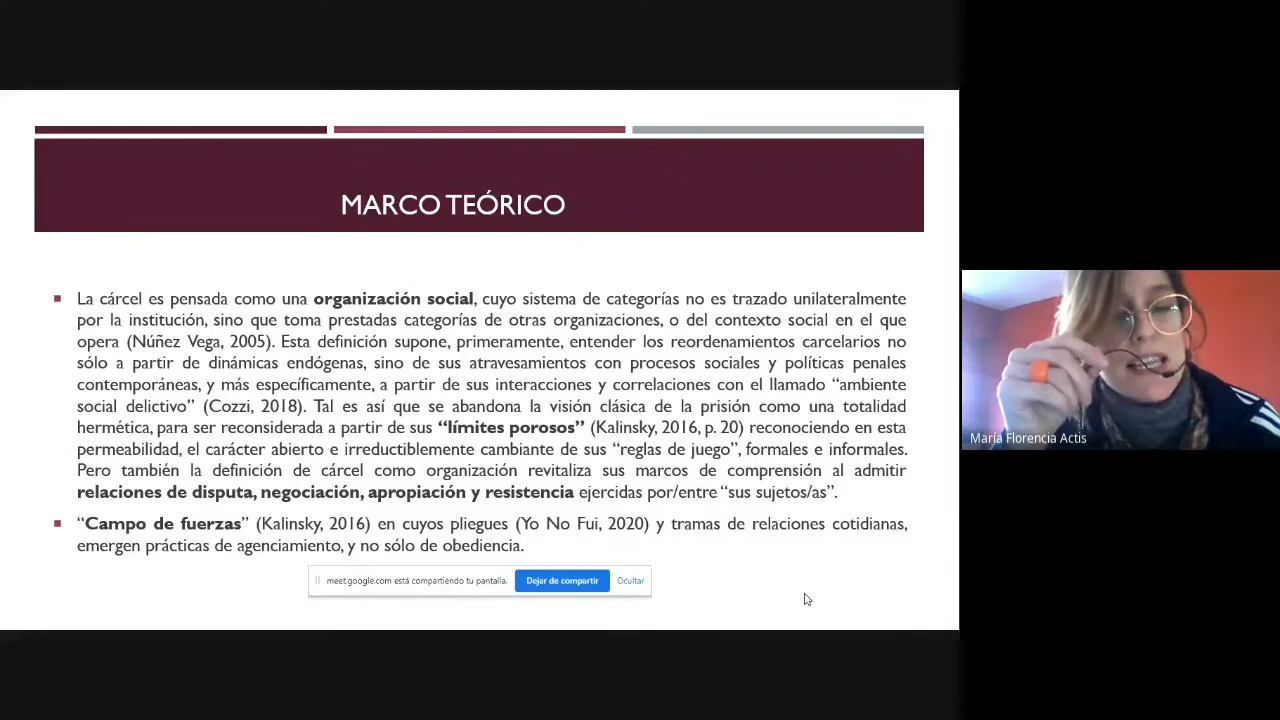 MARCO TEÓRICO
La cárcel es pensada como una organización social, cuyo sistema de categorías no es trazado unilateralmente
por la institución, sino que toma prestadas categorías de otras organizaciones, o del contexto social en el que
opera (Núñez Vega, 2005). Esta definición supone, primeramente, entender los reordenamientos carcelarios no
sólo a partir de dinámicas endógenas, sino de sus atravesamientos con procesos sociales y políticas penales
contemporáneas, y más específicamente, a partir de sus interacciones y correlaciones con el llamado “ambiente
social delictivo” (Cozzi, 2018). Tal es así que se abandona la visión clásica de la prisión como una totalidad
hermética, para ser reconsiderada a partir de sus “límites porosos” (Kalinsky, 2016, p. 20) reconociendo en esta
permeabilidad, el carácter abierto e irreductiblemente cambiante de sus “reglas de juego”, formales e informales.
Pero también la definición de cárcel como organización revitaliza sus marcos de comprensión al admitir
relaciones de disputa, negociación, apropiación y resistencia ejercidas por/entre “sus sujetos/as”.
“Campo de fuerzas” (Kalinsky, 2016) en cuyos pliegues (Yo No Fui, 2020) y tramas de relaciones cotidianas,
emergen prácticas de agenciamiento, y no sólo de obediencia.
meet.google.com está compartiendo tu pantalla. Dejar de compartir Ocultar
María Florencia Actis